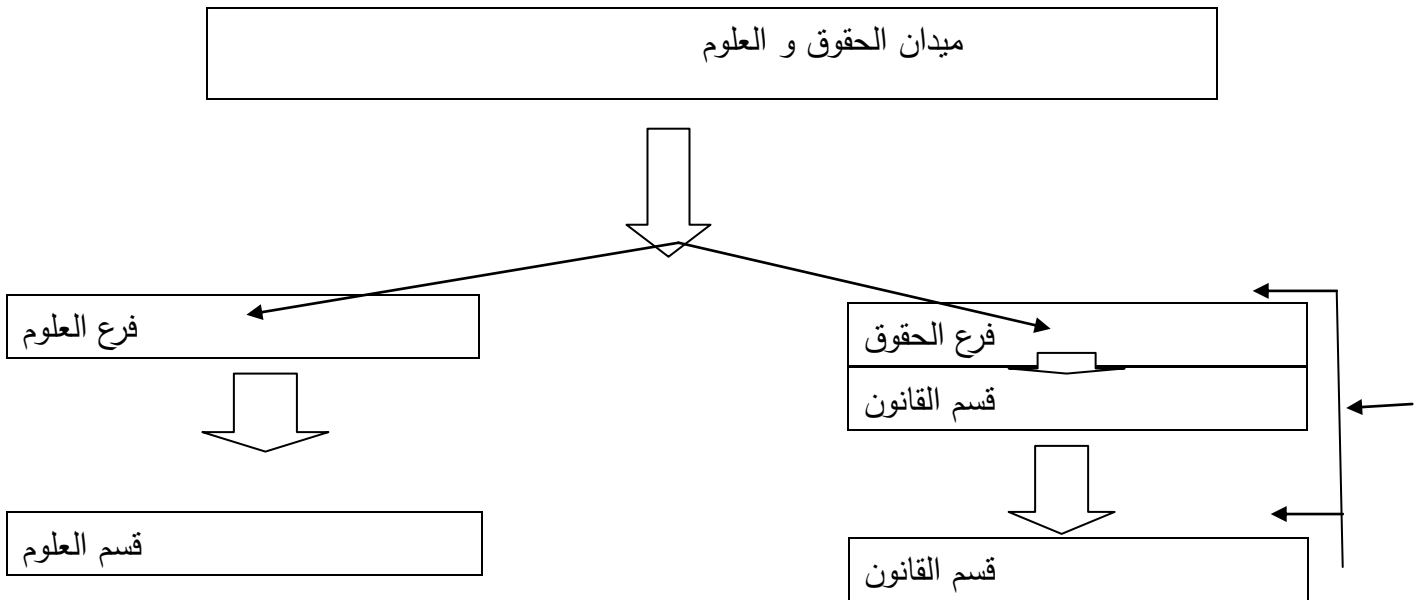 ميدان الحقوق و العلوم
فرع الحقوق
فرع العلوم
قسم القانون
قسم العلوم
قسم القانون